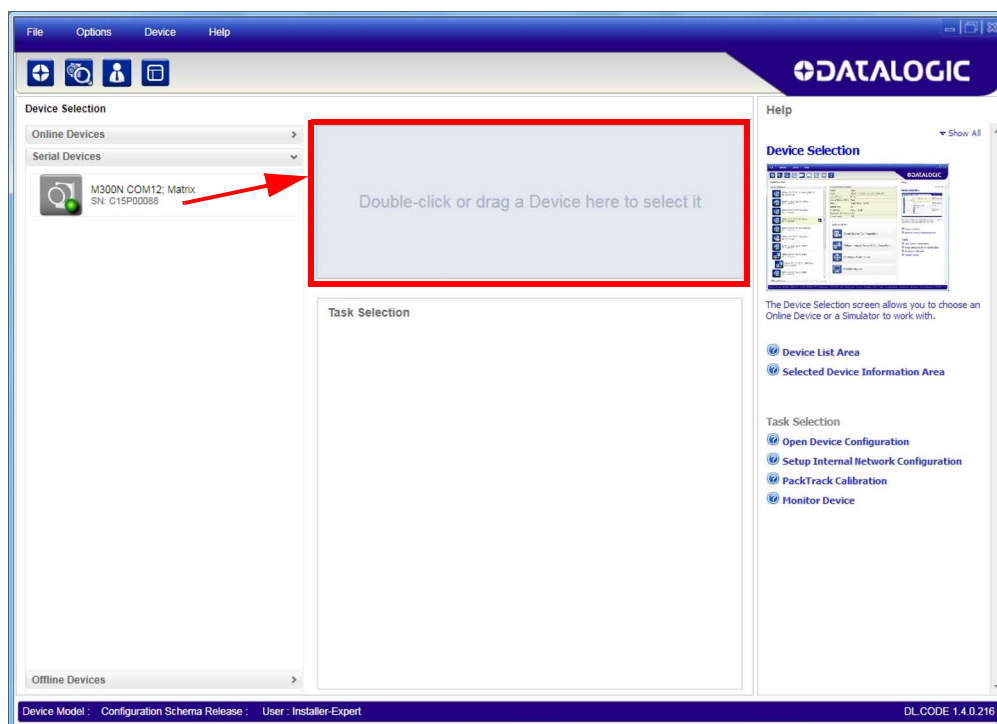 File Options Device Help
DATALOGIC
Device Selection
Online Devices
Serial Devices
M300N COM12; Matrix
SN: C15P00088
Offline Devices
Double-click or drag a Device here to select it
Task Selection
Help
Show All
Device Selection
The Device Selection screen allows you to choose an
Online Device or a Simulator to work with.
Device List Area
Selected Device Information Area
Task Selection
Open Device Configuration
Setup Internal Network Configuration
PackTrack Calibration
Monitor Device
Device Model : Configuration Schema Release : User : Installer-Expert DL.CODE 1.4.0.216